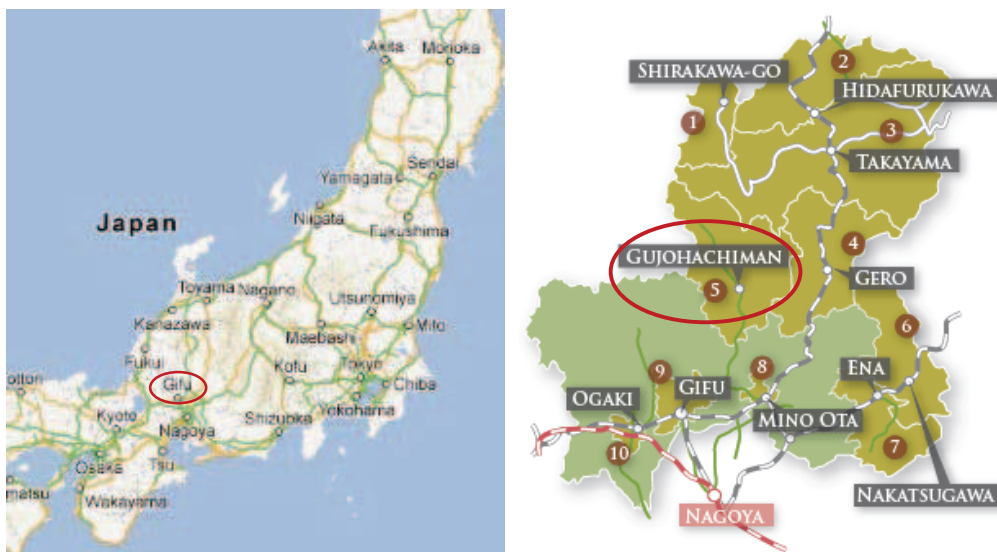 Akita
Morioka
Sendai
Yamagata
Niigata
Japan
Fukushima
Toyama
Nagano
Utsunomiya
Kanazawa
Mito
Maebashi
Fukui
Tokyo
Kofu
Gifu
Chiba
Yokohama
Kyoto
Shizuoka
Nagoya
Osaka
Tsu
Wakayama
ottori
matsu
2
SHIRAKAWA-GO
HIDAFURUKAWA
1
3
TAKAYAMA
4
GUJOHACHIMAN
GERO
5
6
8
ENA
9
GIFU
OGAKI
MINO OTA
7
10
NAKATSUGAWA
NAGOYA